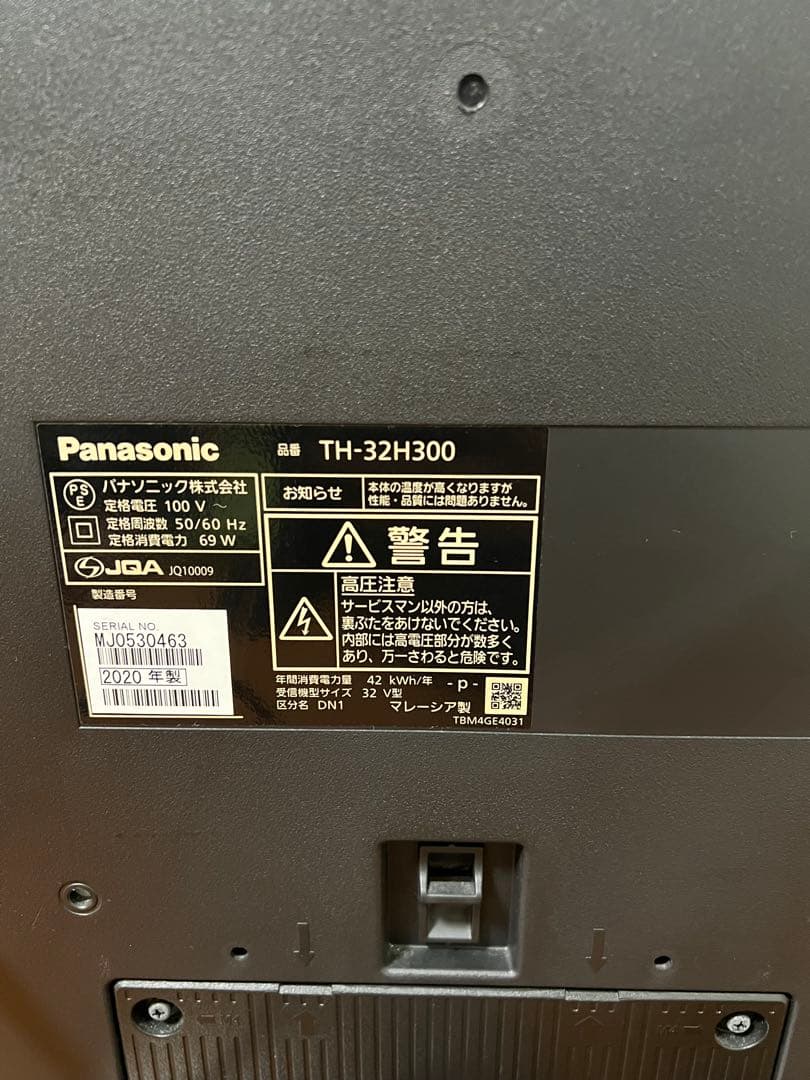 Panasonic 品番 TH-32H300
PSE
パナソニック株式会社
定格電圧 100 V ～
定格周波数 50/60 Hz
定格消費電力 69 W
JQA JQ10009
製造番号
SERIAL NO.
MJ0530463
2020 年製
お知らせ
本体の温度が高くなりますが
性能・品質には問題ありません。
警告
高圧注意
サービスマン以外の方は、
裏ぶたをあけないでください。
内部には高電圧部分が数多く
あり、万一さわると危険です。
年間消費電力量 42 kWh/年 - p -
受信機型サイズ 32 V型
区分名 DN1 マレーシア製
TBM4GE4031